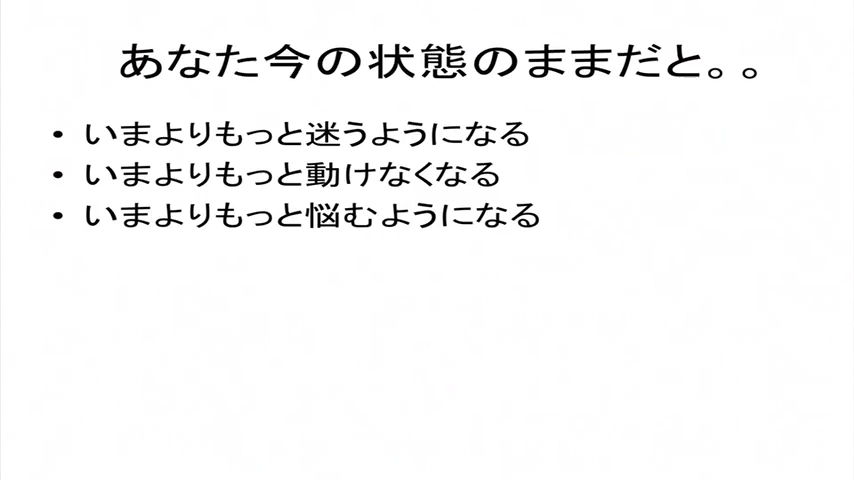 あなた今の状態のままだと。。
• いまよりもっと迷うようになる
• いまよりもっと動けなくなる
• いまよりもっと悩むようになる